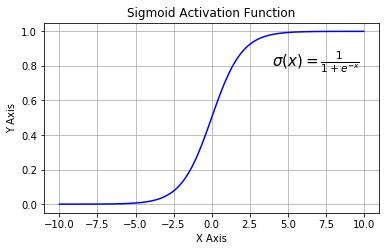 Sigmoid Activation Function
σ(x) = 1/(1+e^{-x})
Y Axis
1.0
0.8
0.6
0.4
0.2
0.0
−10.0 −7.5 −5.0 −2.5 0.0 2.5 5.0 7.5 10.0
X Axis